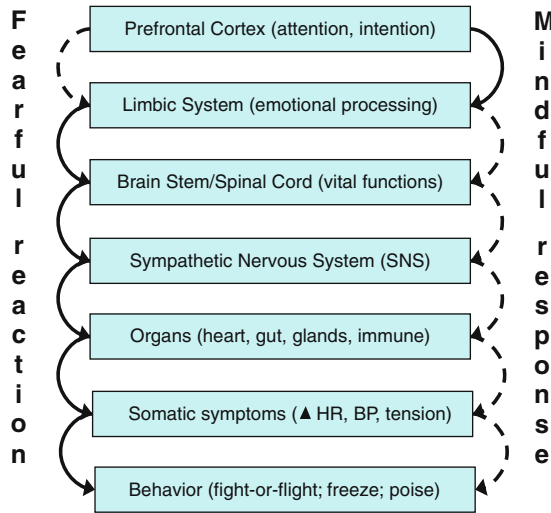 Fearful reaction
Prefrontal Cortex (attention, intention)
Limbic System (emotional processing)
Brain Stem/Spinal Cord (vital functions)
Sympathetic Nervous System (SNS)
Organs (heart, gut, glands, immune)
Somatic symptoms (▲ HR, BP, tension)
Behavior (fight-or-flight; freeze; poise)
Mindful response